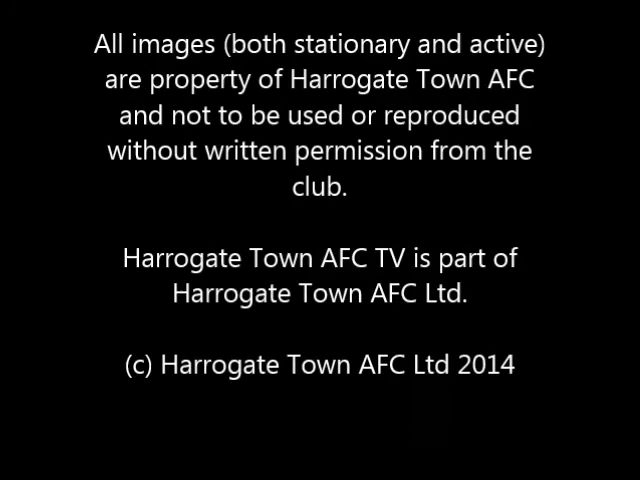 All images (both stationary and active)
are property of Harrogate Town AFC
and not to be used or reproduced
without written permission from the
club.
Harrogate Town AFC TV is part of
Harrogate Town AFC Ltd.
(c) Harrogate Town AFC Ltd 2014